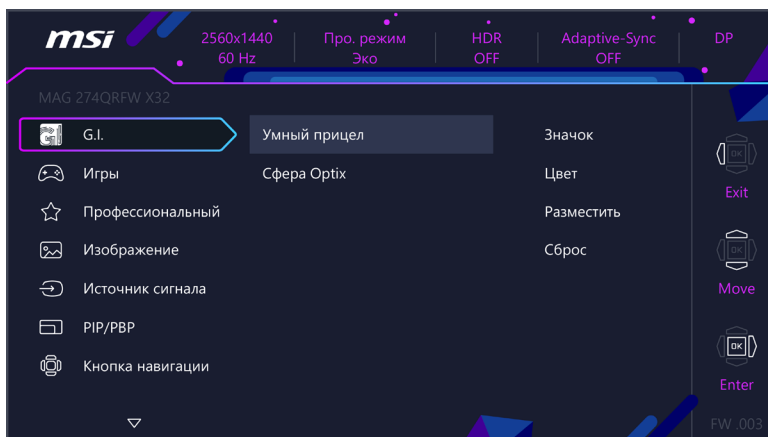 msi
2560x1440 Про. режим HDR Adaptive-Sync DP
60 Hz Эко OFF OFF
MAG 274QRFW X32
G.I. Умный прицел Значок
Игры Сфера Optix Цвет
Exit
Профессиональный Разместить
Изображение Сброс
Источник сигнала Move
PIP/PBP
Кнопка навигации
Enter
FW .003